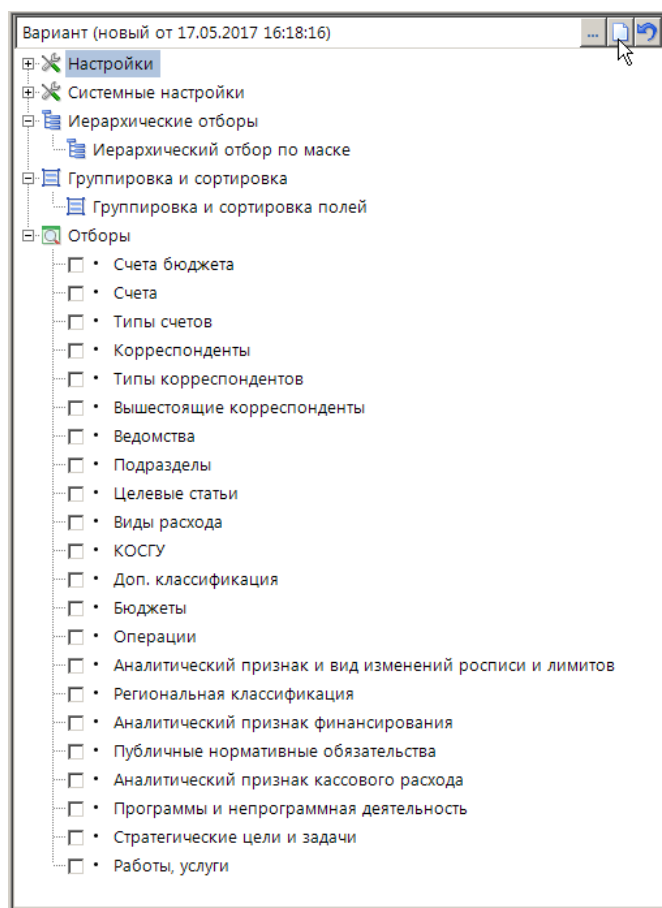 Вариант (новый от 17.05.2017 16:18:16) ...
Настройки
Системные настройки
Иерархические отборы
Иерархический отбор по маске
Группировка и сортировка
Группировка и сортировка полей
Отборы
Счета бюджета
Счета
Типы счетов
Корреспонденты
Типы корреспондентов
Вышестоящие корреспонденты
Ведомства
Подразделы
Целевые статьи
Виды расхода
КОСГУ
Доп. классификация
Бюджеты
Операции
Аналитический признак и вид изменений росписи и лимитов
Региональная классификация
Аналитический признак финансирования
Публичные нормативные обязательства
Аналитический признак кассового расхода
Программы и непрограммная деятельность
Стратегические цели и задачи
Работы, услуги